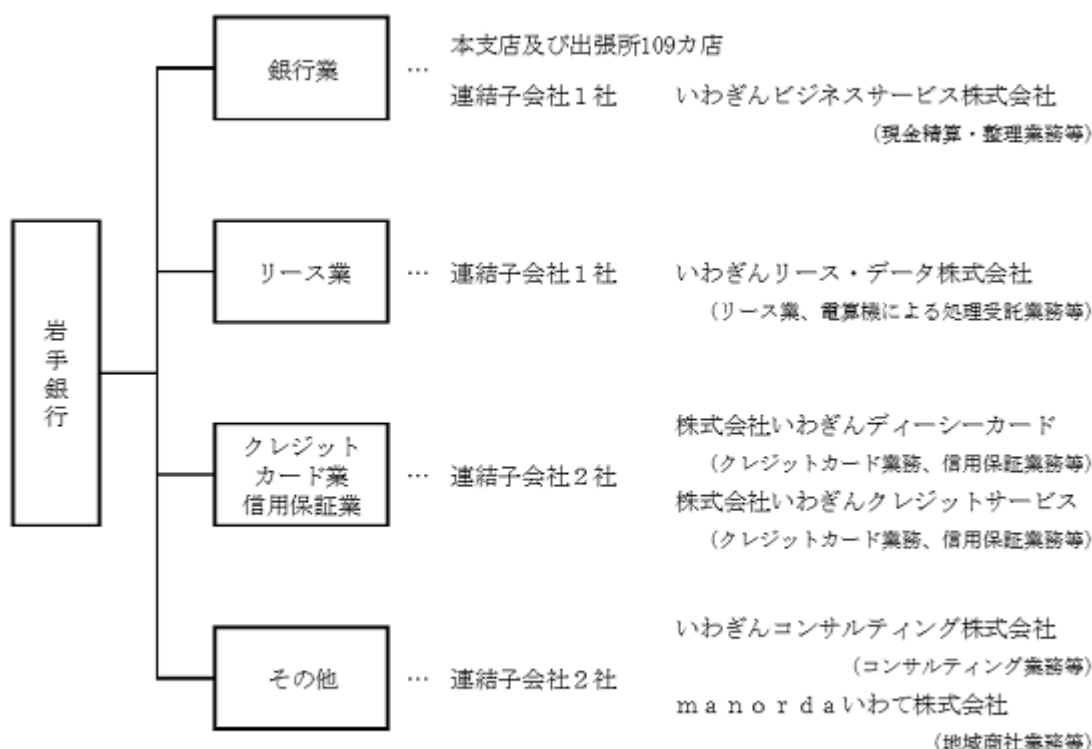 岩手銀行
銀行業 … 本支店及び出張所109カ店
連結子会社1社 いわぎんビジネスサービス株式会社
(現金精算・整理業務等)
リース業 … 連結子会社1社 いわぎんリース・データ株式会社
(リース業、電算機による処理受託業務等)
クレジット
カード業
信用保証業
… 連結子会社2社
株式会社いわぎんディーシーカード
(クレジットカード業務、信用保証業務等)
株式会社いわぎんクレジットサービス
(クレジットカード業務、信用保証業務等)
その他 … 連結子会社2社
いわぎんコンサルティング株式会社
(コンサルティング業務等)
manordaいわて株式会社
(地域商社業務等)